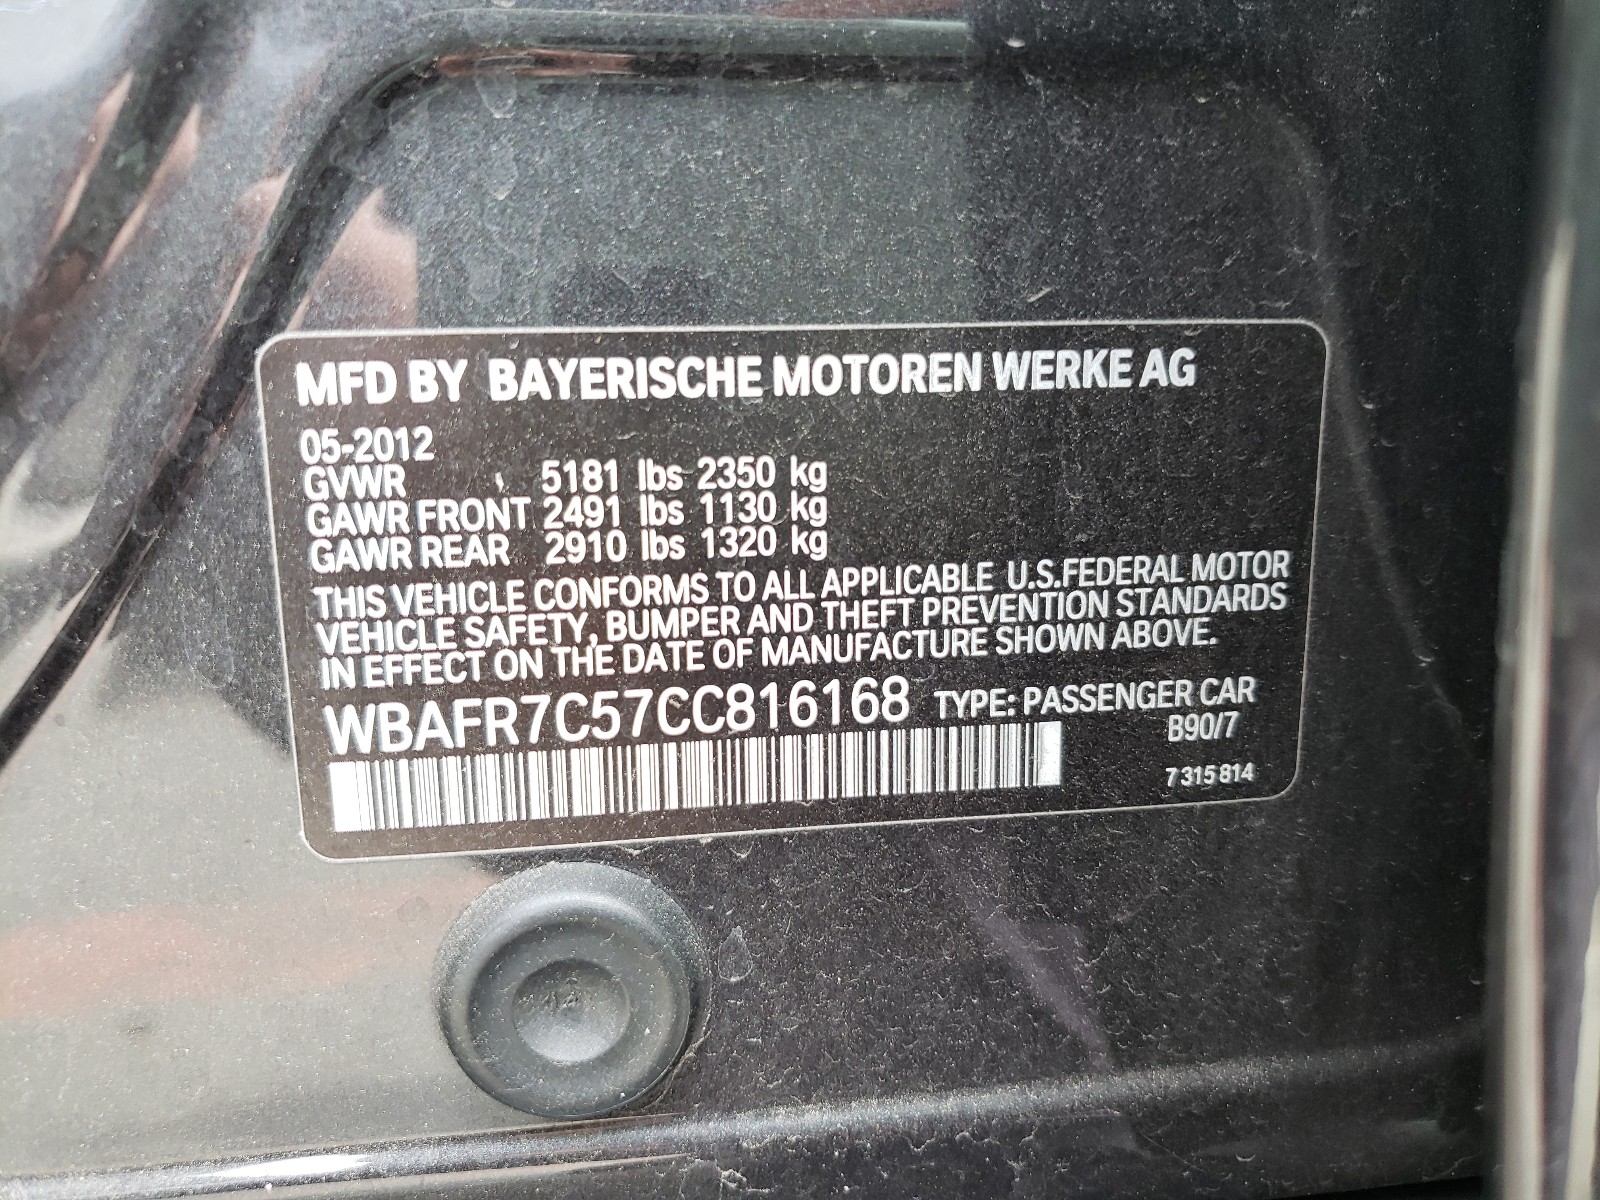 MFD BY BAYERISCHE MOTOREN WERKE AG
05-2012
GVWR 5181 lbs 2350 kg
GAWR FRONT 2491 lbs 1130 kg
GAWR REAR 2910 lbs 1320 kg
THIS VEHICLE CONFORMS TO ALL APPLICABLE U.S.FEDERAL MOTOR
VEHICLE SAFETY, BUMPER AND THEFT PREVENTION STANDARDS
IN EFFECT ON THE DATE OF MANUFACTURE SHOWN ABOVE.
WBAFR7C57CC816168 TYPE: PASSENGER CAR
B90/7
7 315 814